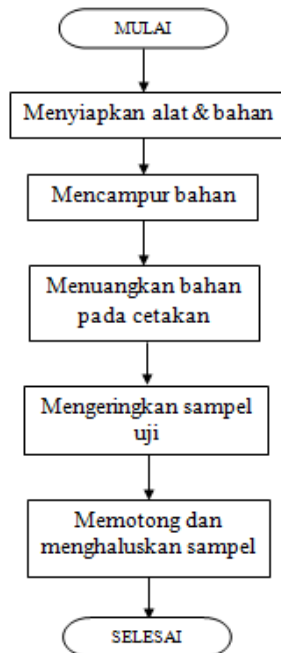 MULAI
Menyiapkan alat & bahan
Mencampur bahan
Menuangkan bahan
pada cetakan
Mengeringkan sampel
uji
Memotong dan
menghaluskan sampel
SELESAI